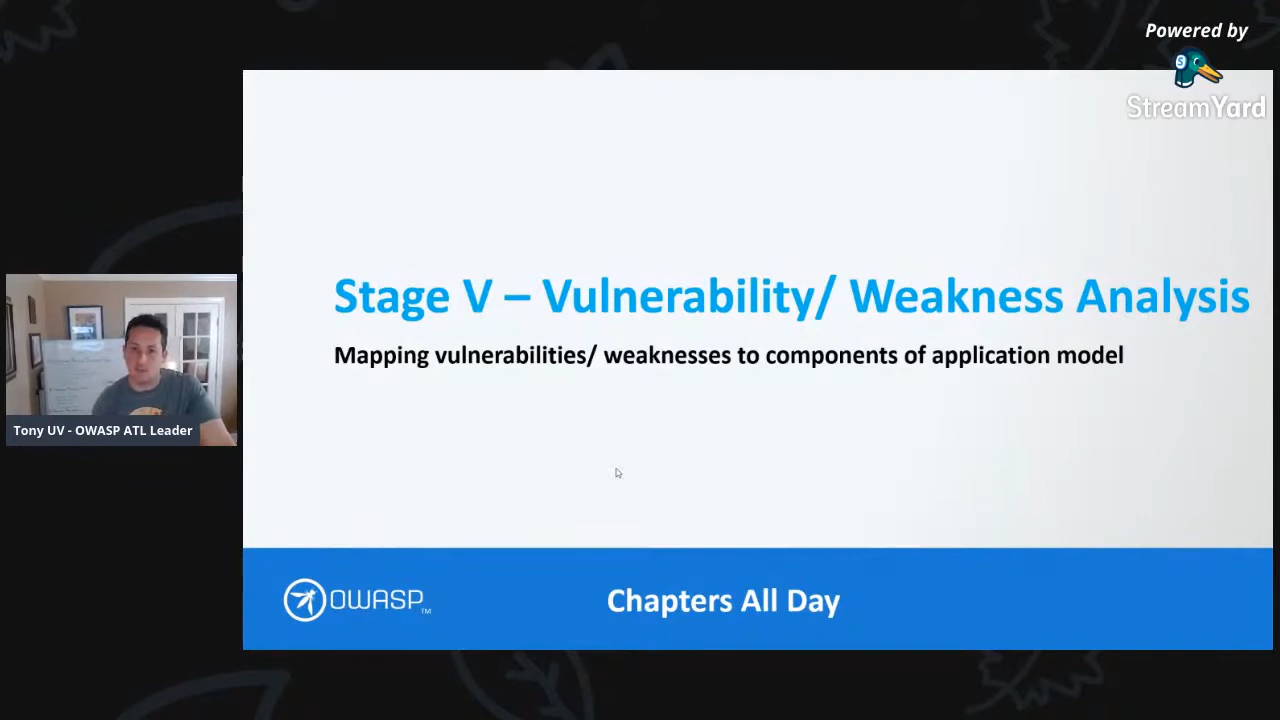 Powered by
StreamYard
Stage V – Vulnerability/ Weakness Analysis
Mapping vulnerabilities/ weaknesses to components of application model
Tony UV - OWASP ATL Leader
OWASP TM
Chapters All Day